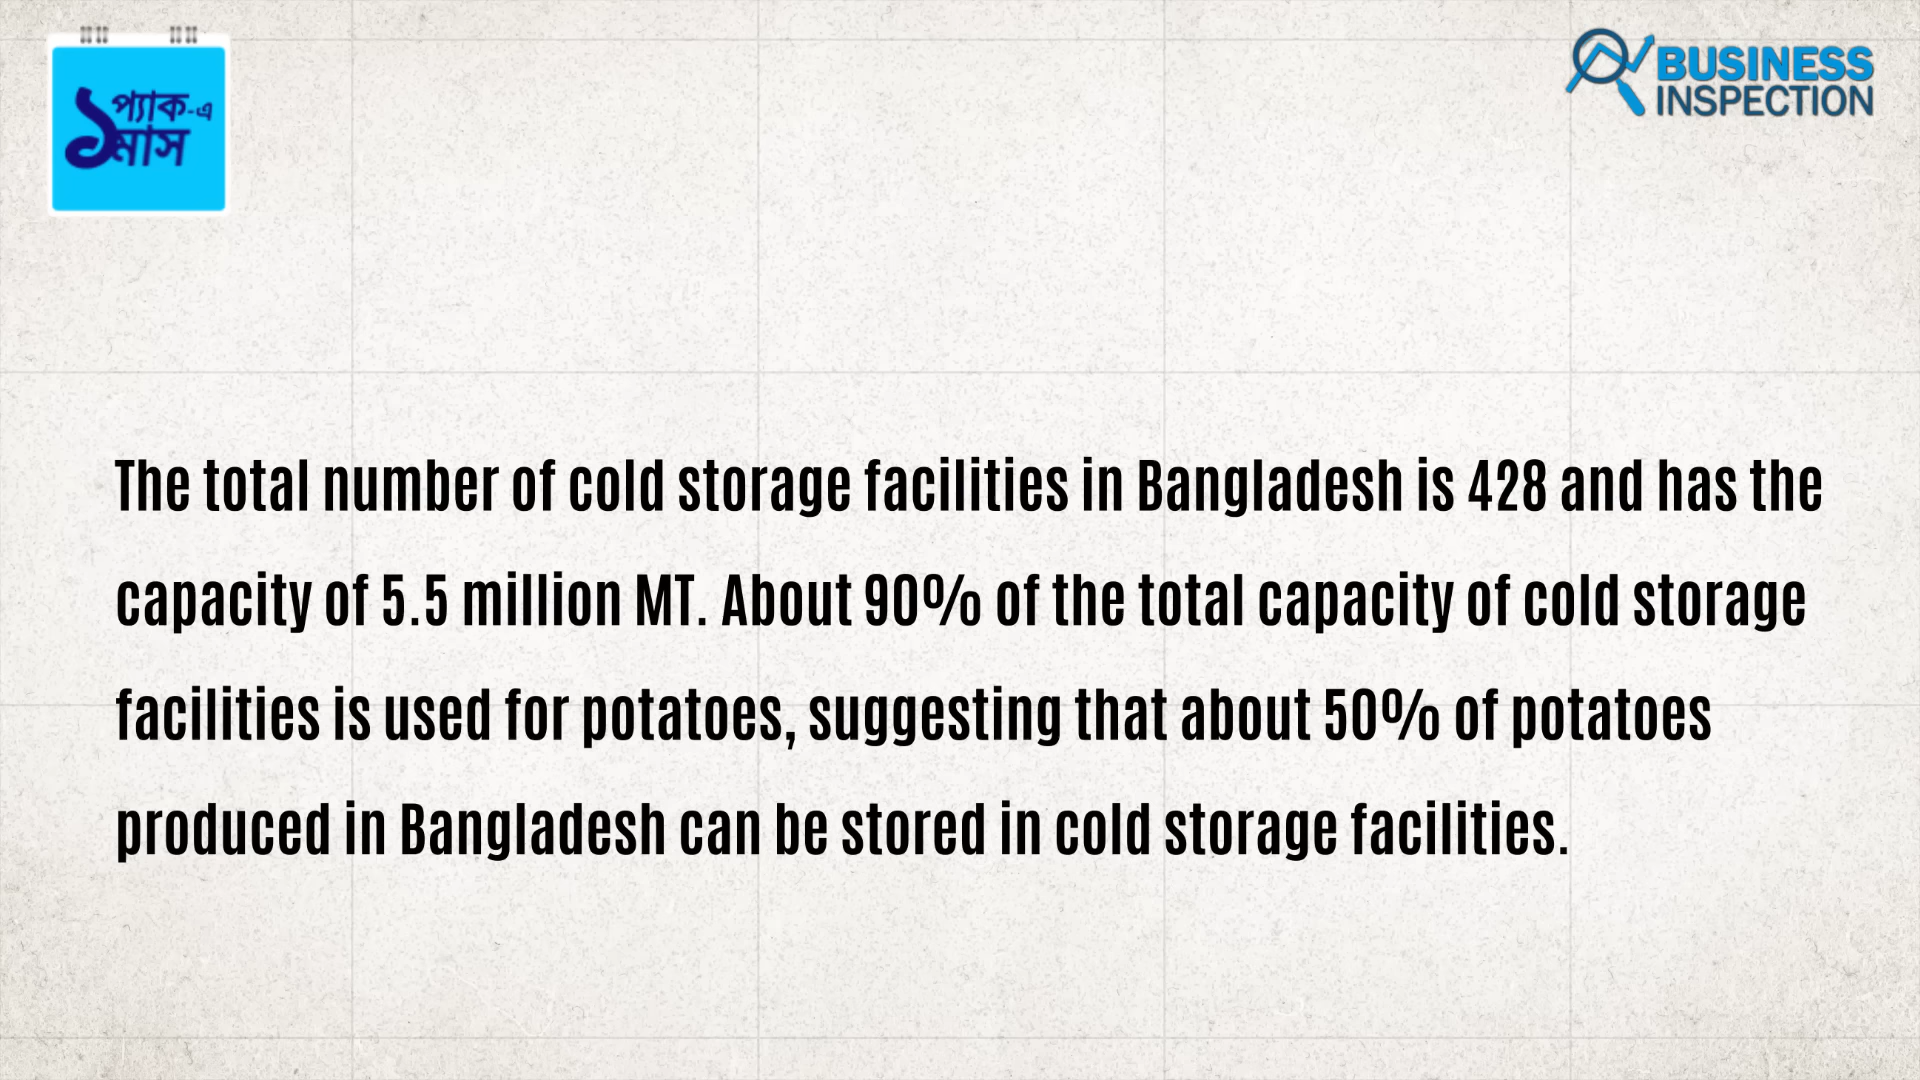 ১ প্যাক-এ
মাস
BUSINESS
INSPECTION
The total number of cold storage facilities in Bangladesh is 428 and has the
capacity of 5.5 million MT. About 90% of the total capacity of cold storage
facilities is used for potatoes, suggesting that about 50% of potatoes
produced in Bangladesh can be stored in cold storage facilities.